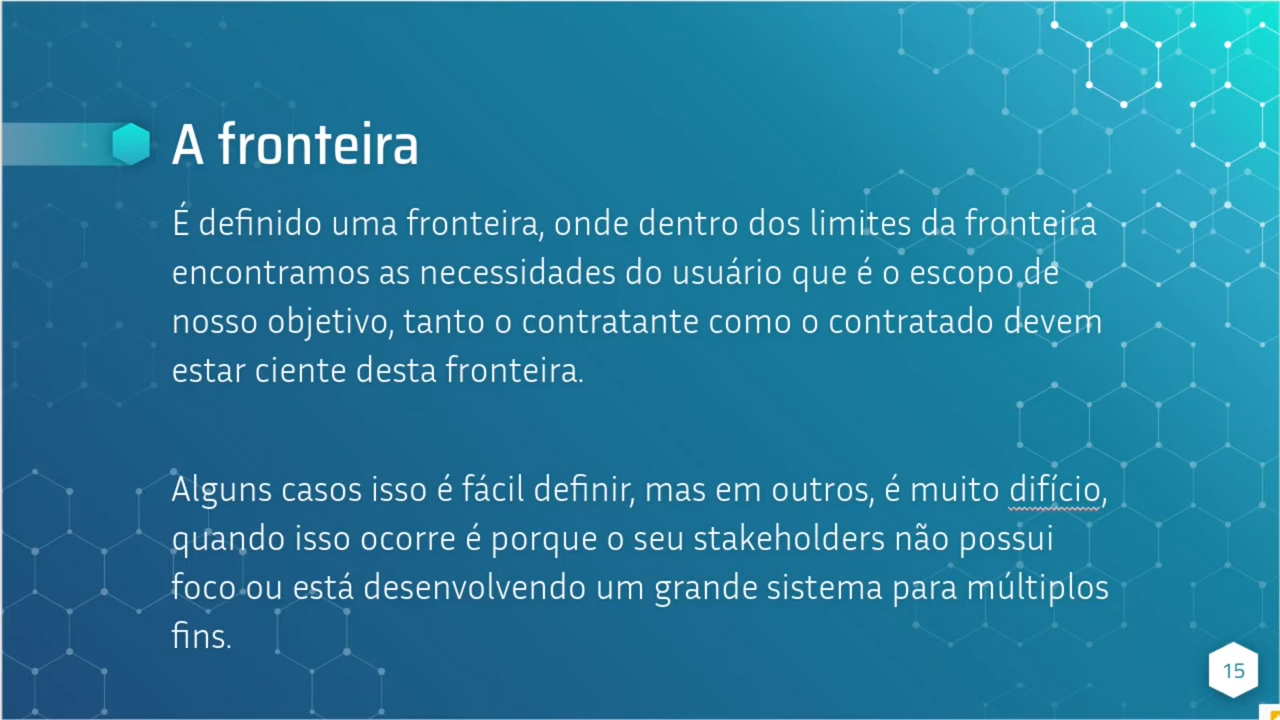 A fronteira
É definido uma fronteira, onde dentro dos limites da fronteira
encontramos as necessidades do usuário que é o escopo de
nosso objetivo, tanto o contratante como o contratado devem
estar ciente desta fronteira.
Alguns casos isso é fácil definir, mas em outros, é muito difício,
quando isso ocorre é porque o seu stakeholders não possui
foco ou está desenvolvendo um grande sistema para múltiplos
fins.
15